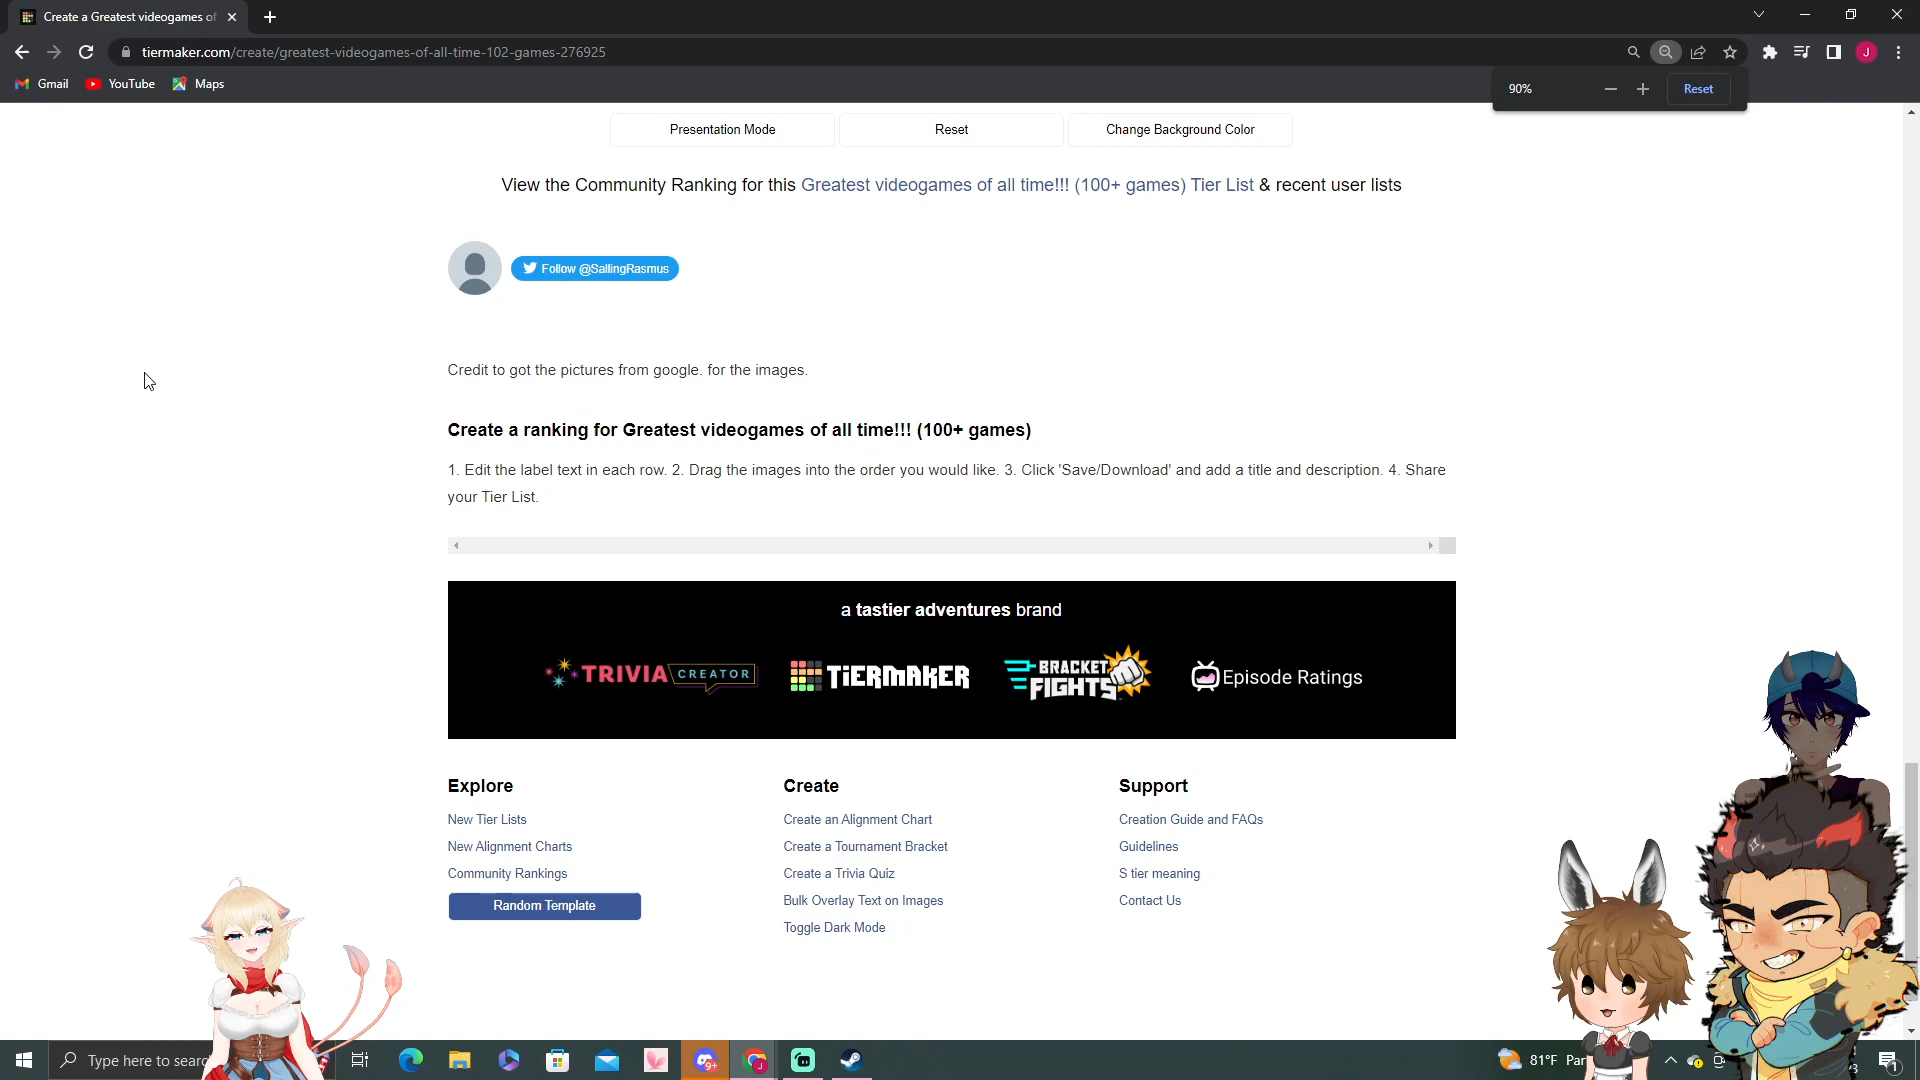 Create a Greatest videogames of
tiermaker.com/create/greatest-videogames-of-all-time-102-games-276925
J
Gmail
YouTube
Maps
90%
Reset
Presentation Mode
Reset
Change Background Color
View the Community Ranking for this Greatest videogames of all time!!! (100+ games) Tier List & recent user lists
Follow @SallingRasmus
Credit to got the pictures from google. for the images.
Create a ranking for Greatest videogames of all time!!! (100+ games)
1. Edit the label text in each row. 2. Drag the images into the order you would like. 3. Click 'Save/Download' and add a title and description. 4. Share
your Tier List.
a tastier adventures brand
TRIVIA CREATOR
TiERMAKER
BRACKET FIGHTS
Episode Ratings
Explore
Create
Support
New Tier Lists
Create an Alignment Chart
Creation Guide and FAQs
New Alignment Charts
Create a Tournament Bracket
Guidelines
Community Rankings
Create a Trivia Quiz
S tier meaning
Random Template
Bulk Overlay Text on Images
Contact Us
Toggle Dark Mode
Type here to searc
9+
J
81°F Par
3
1